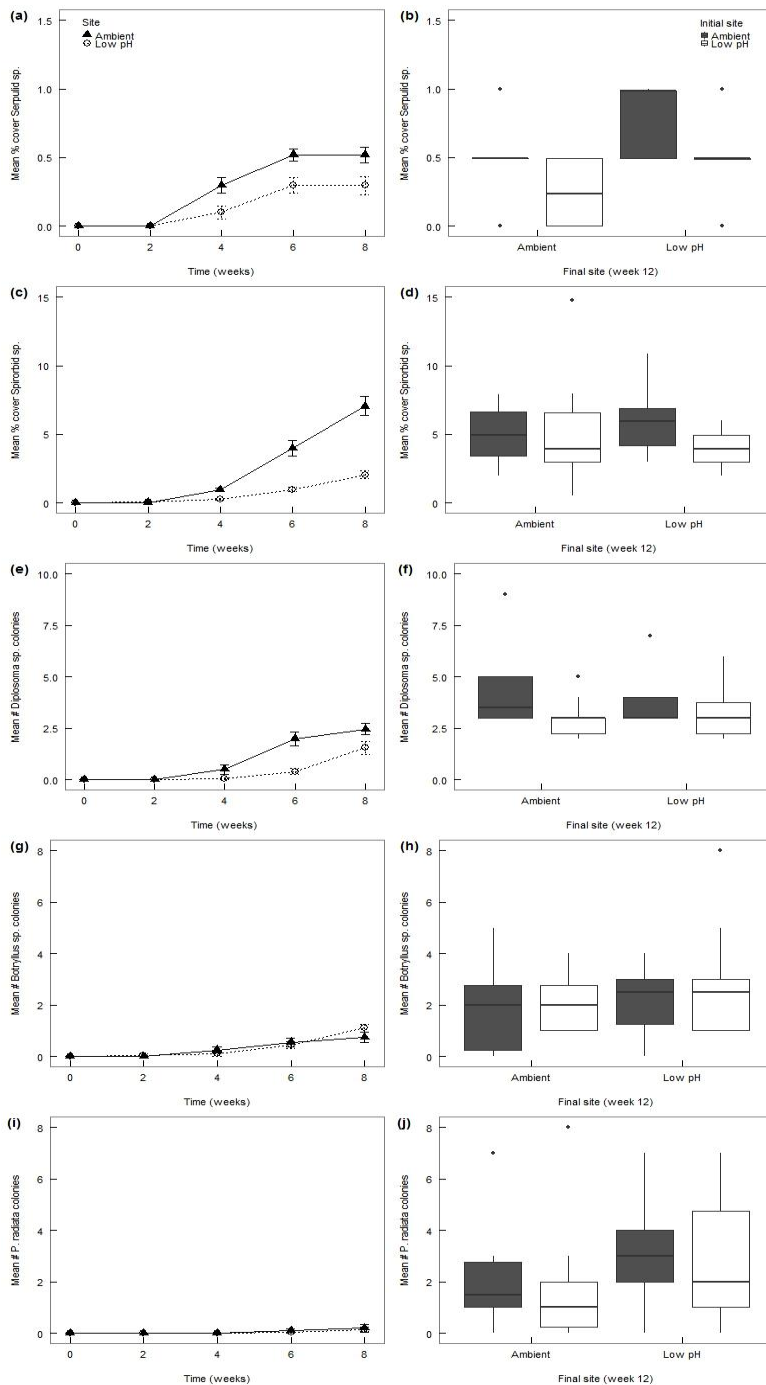 (a)
Mean % cover Serpulid sp.
1.5
1.0
0.5
0.0
Site
Ambient
Low pH
0 2 4 6 8
Time (weeks)
(b)
Mean % cover Serpulid sp.
1.5
1.0
0.5
0.0
Initial site
Ambient
Low pH
Ambient Low pH
Final site (week 12)
(c)
Mean % cover Spirorbid sp.
15
10
5
0
0 2 4 6 8
Time (weeks)
(d)
Mean % cover Spirorbid sp.
15
10
5
0
Ambient Low pH
Final site (week 12)
(e)
Mean # Diplosoma sp. colonies
10.0
7.5
5.0
2.5
0.0
0 2 4 6 8
Time (weeks)
(f)
Mean # Diplosoma sp. colonies
10.0
7.5
5.0
2.5
0.0
Ambient Low pH
Final site (week 12)
(g)
Mean # Botryllus sp. colonies
8
6
4
2
0
0 2 4 6 8
Time (weeks)
(h)
Mean # Botryllus sp. colonies
8
6
4
2
0
Ambient Low pH
Final site (week 12)
(i)
Mean # P. radiata colonies
8
6
4
2
0
0 2 4 6 8
Time (weeks)
(j)
Mean # P. radiata colonies
8
6
4
2
0
Ambient Low pH
Final site (week 12)